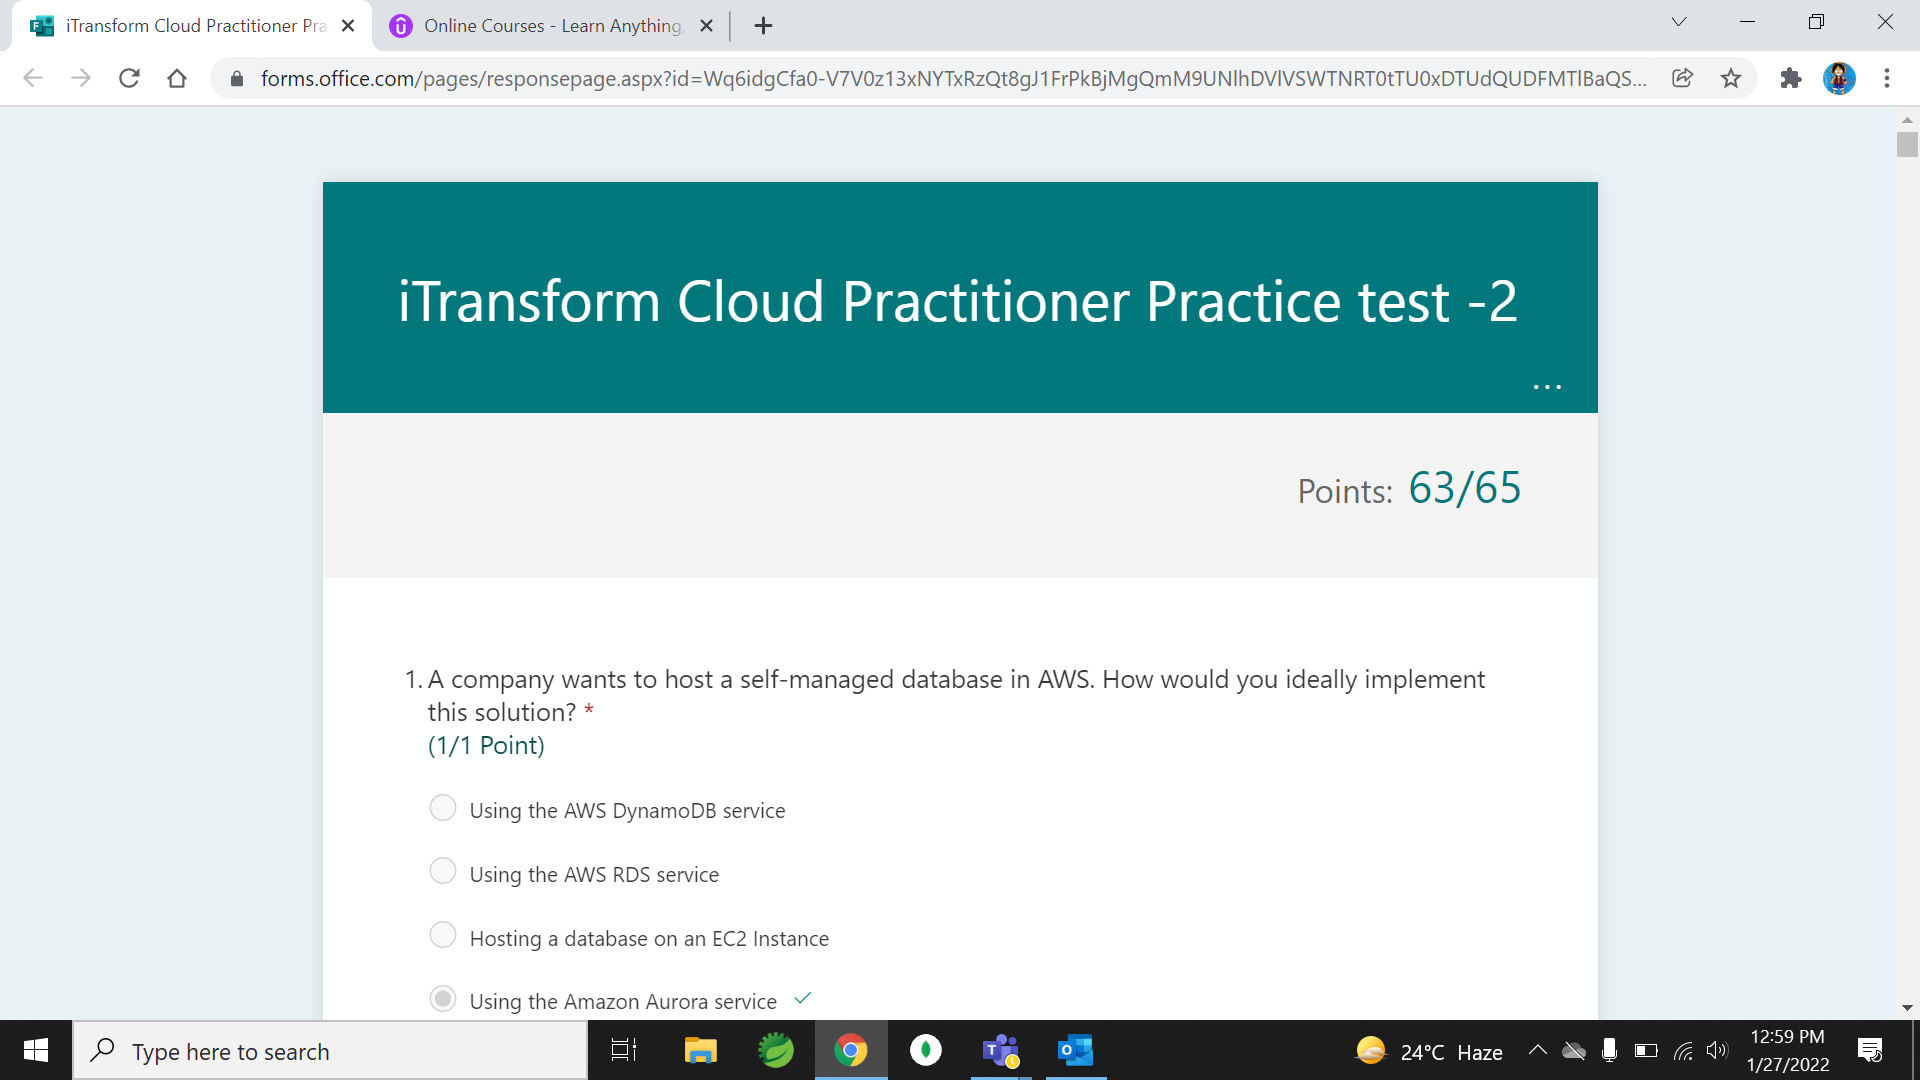 iTransform Cloud Practitioner Pra
Online Courses - Learn Anything,
forms.office.com/pages/responsepage.aspx?id=Wq6idgCfa0-V7V0z13xNYTxRzQt8gJ1FrPkBjMgQmM9UNlhDVlVSWTNRT0tTU0xDTUdQUDFMTlBaQS...
iTransform Cloud Practitioner Practice test -2
...
Points: 63/65
1. A company wants to host a self-managed database in AWS. How would you ideally implement
this solution? *
(1/1 Point)
Using the AWS DynamoDB service
Using the AWS RDS service
Hosting a database on an EC2 Instance
Using the Amazon Aurora service
Type here to search
24°C Haze
12:59 PM
1/27/2022